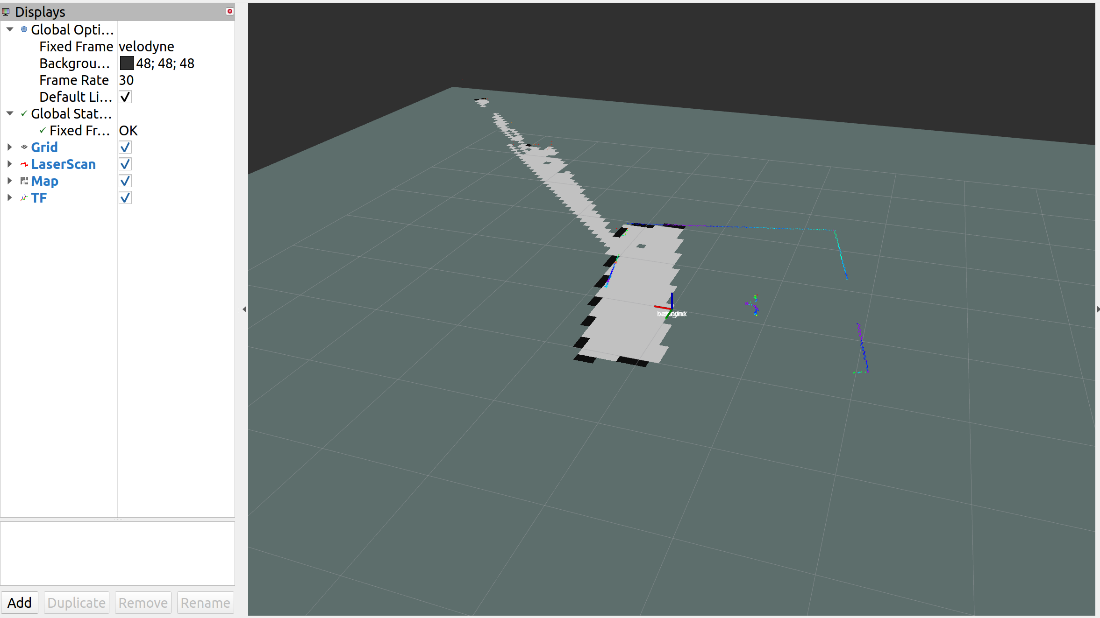 Displays
Global Opti...
Fixed Frame velodyne
Backgrou... 48; 48; 48
Frame Rate 30
Default Li...
Global Stat...
Fixed Fr... OK
Grid
LaserScan
Map
TF
Add Duplicate Remove Rename